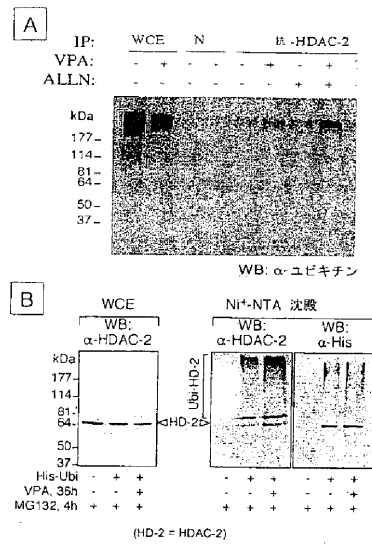 A
IP: WCE N 抗-HDAC-2
VPA: - + - - - + - +
ALLN: - - - - - - + +
kDa
177
114
81
64
50
37
WB: α-ユビキチン
B
WCE
WB:
α-HDAC-2
Ni⁺-NTA 沈殿
WB:
α-HDAC-2
WB:
α-His
kDa
177
114
81
64
50
37
Ubi-HD-2
HD-2
His-Ubi - + + - + + - + +
VPA, 36h - - + - - + - - +
MG132, 4h + + + + + + + + +
(HD-2 = HDAC-2)